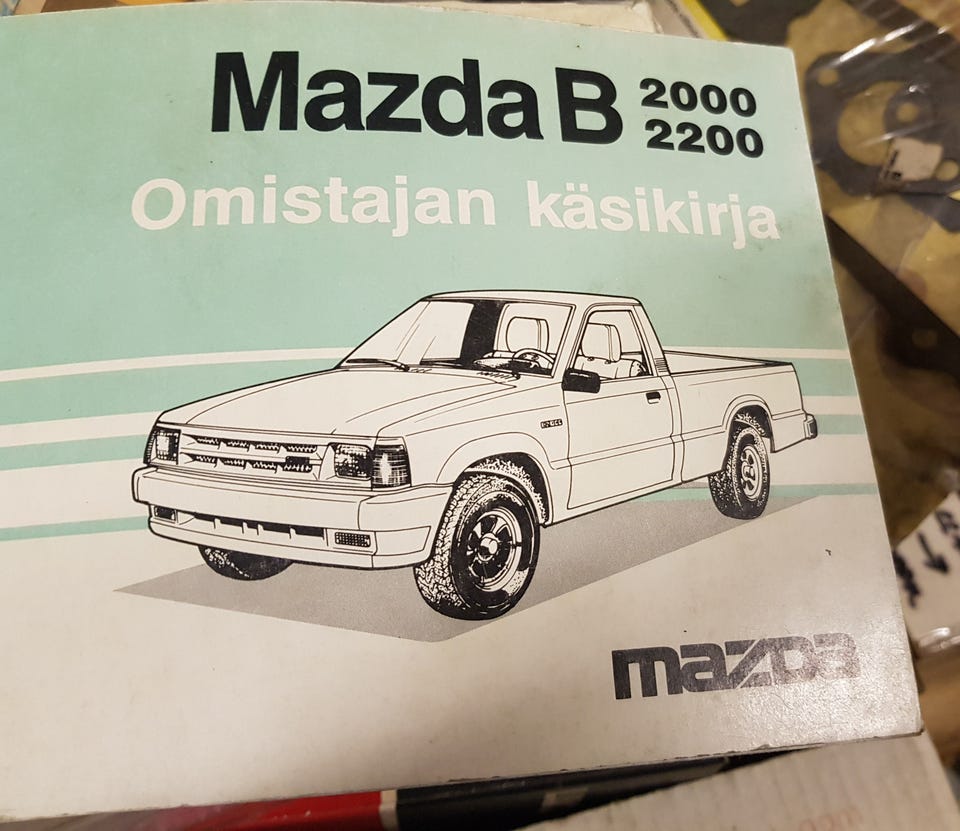 Mazda B 2000
2200
Omistajan käsikirja
mazda